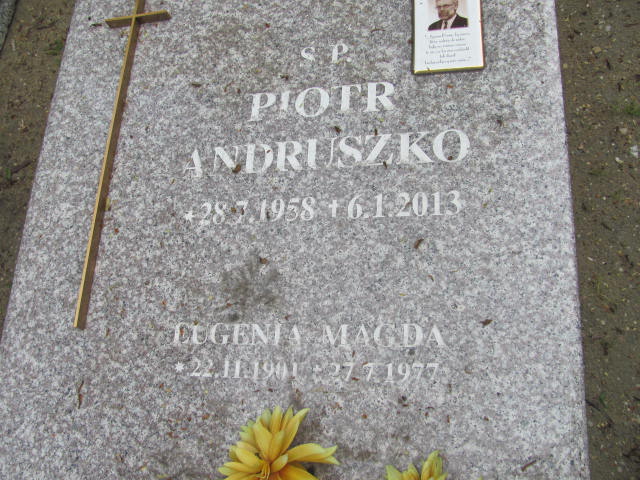 S. P.
PIOTR
ANDRUSZKO
*28.7.1958 † 6.1.2013
EUGENIA MAGDA
*22.11.1901 † 27.7.1977